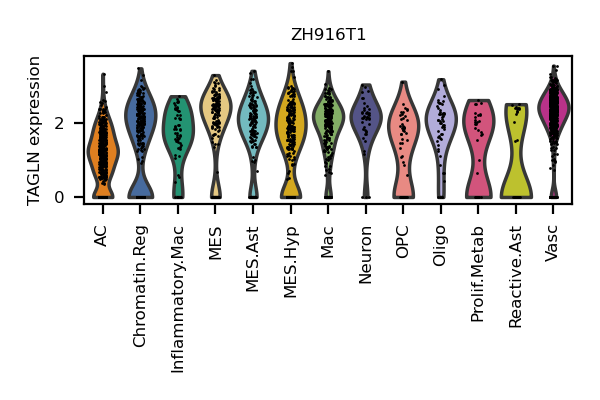 ZH916T1
TAGLN expression
2
0
AC
Chromatin.Reg
Inflammatory.Mac
MES
MES.Ast
MES.Hyp
Mac
Neuron
OPC
Oligo
Prolif.Metab
Reactive.Ast
Vasc